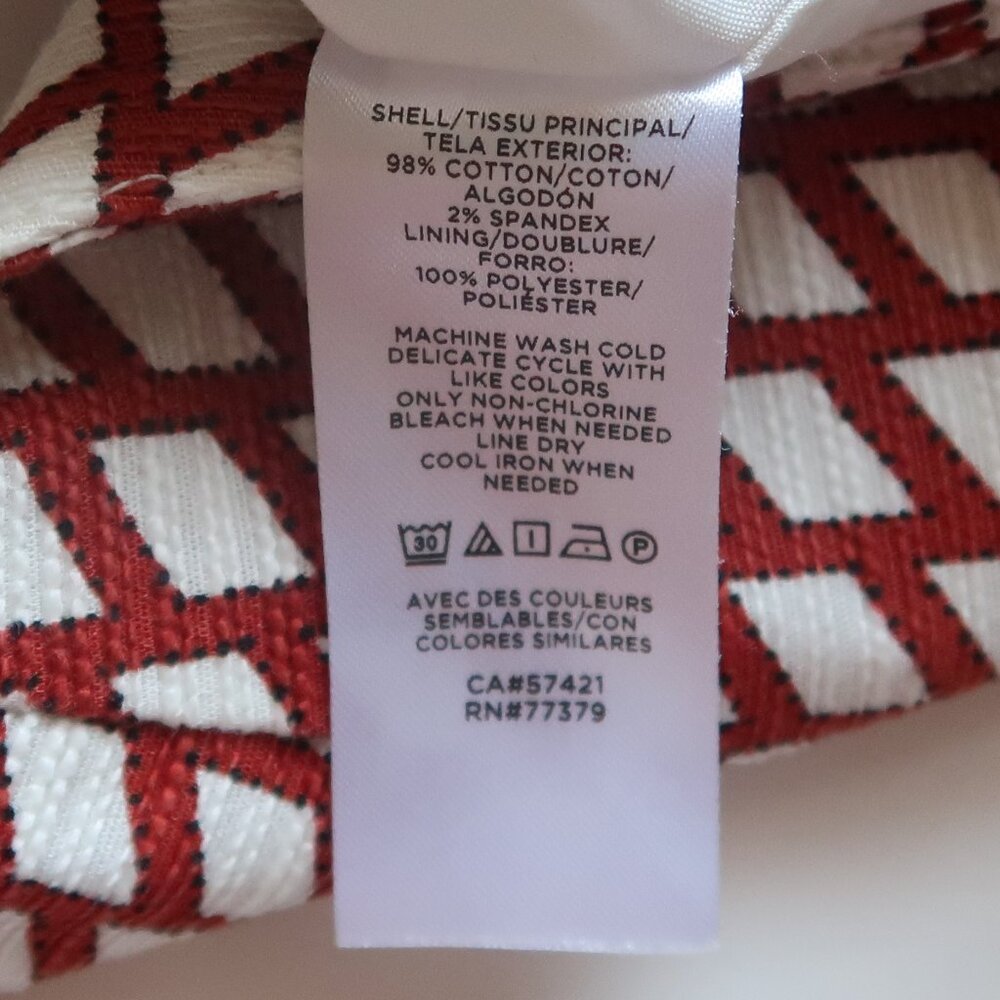 SHELL/TISSU PRINCIPAL/
TELA EXTERIOR:
98% COTTON/COTON/
ALGODÓN
2% SPANDEX
LINING/DOUBLURE/
FORRO:
100% POLYESTER/
POLIÉSTER
MACHINE WASH COLD
DELICATE CYCLE WITH
LIKE COLORS
ONLY NON-CHLORINE
BLEACH WHEN NEEDED
LINE DRY
COOL IRON WHEN
NEEDED
30 P
AVEC DES COULEURS
SEMBLABLES/CON
COLORES SIMILARES
CA#57421
RN#77379